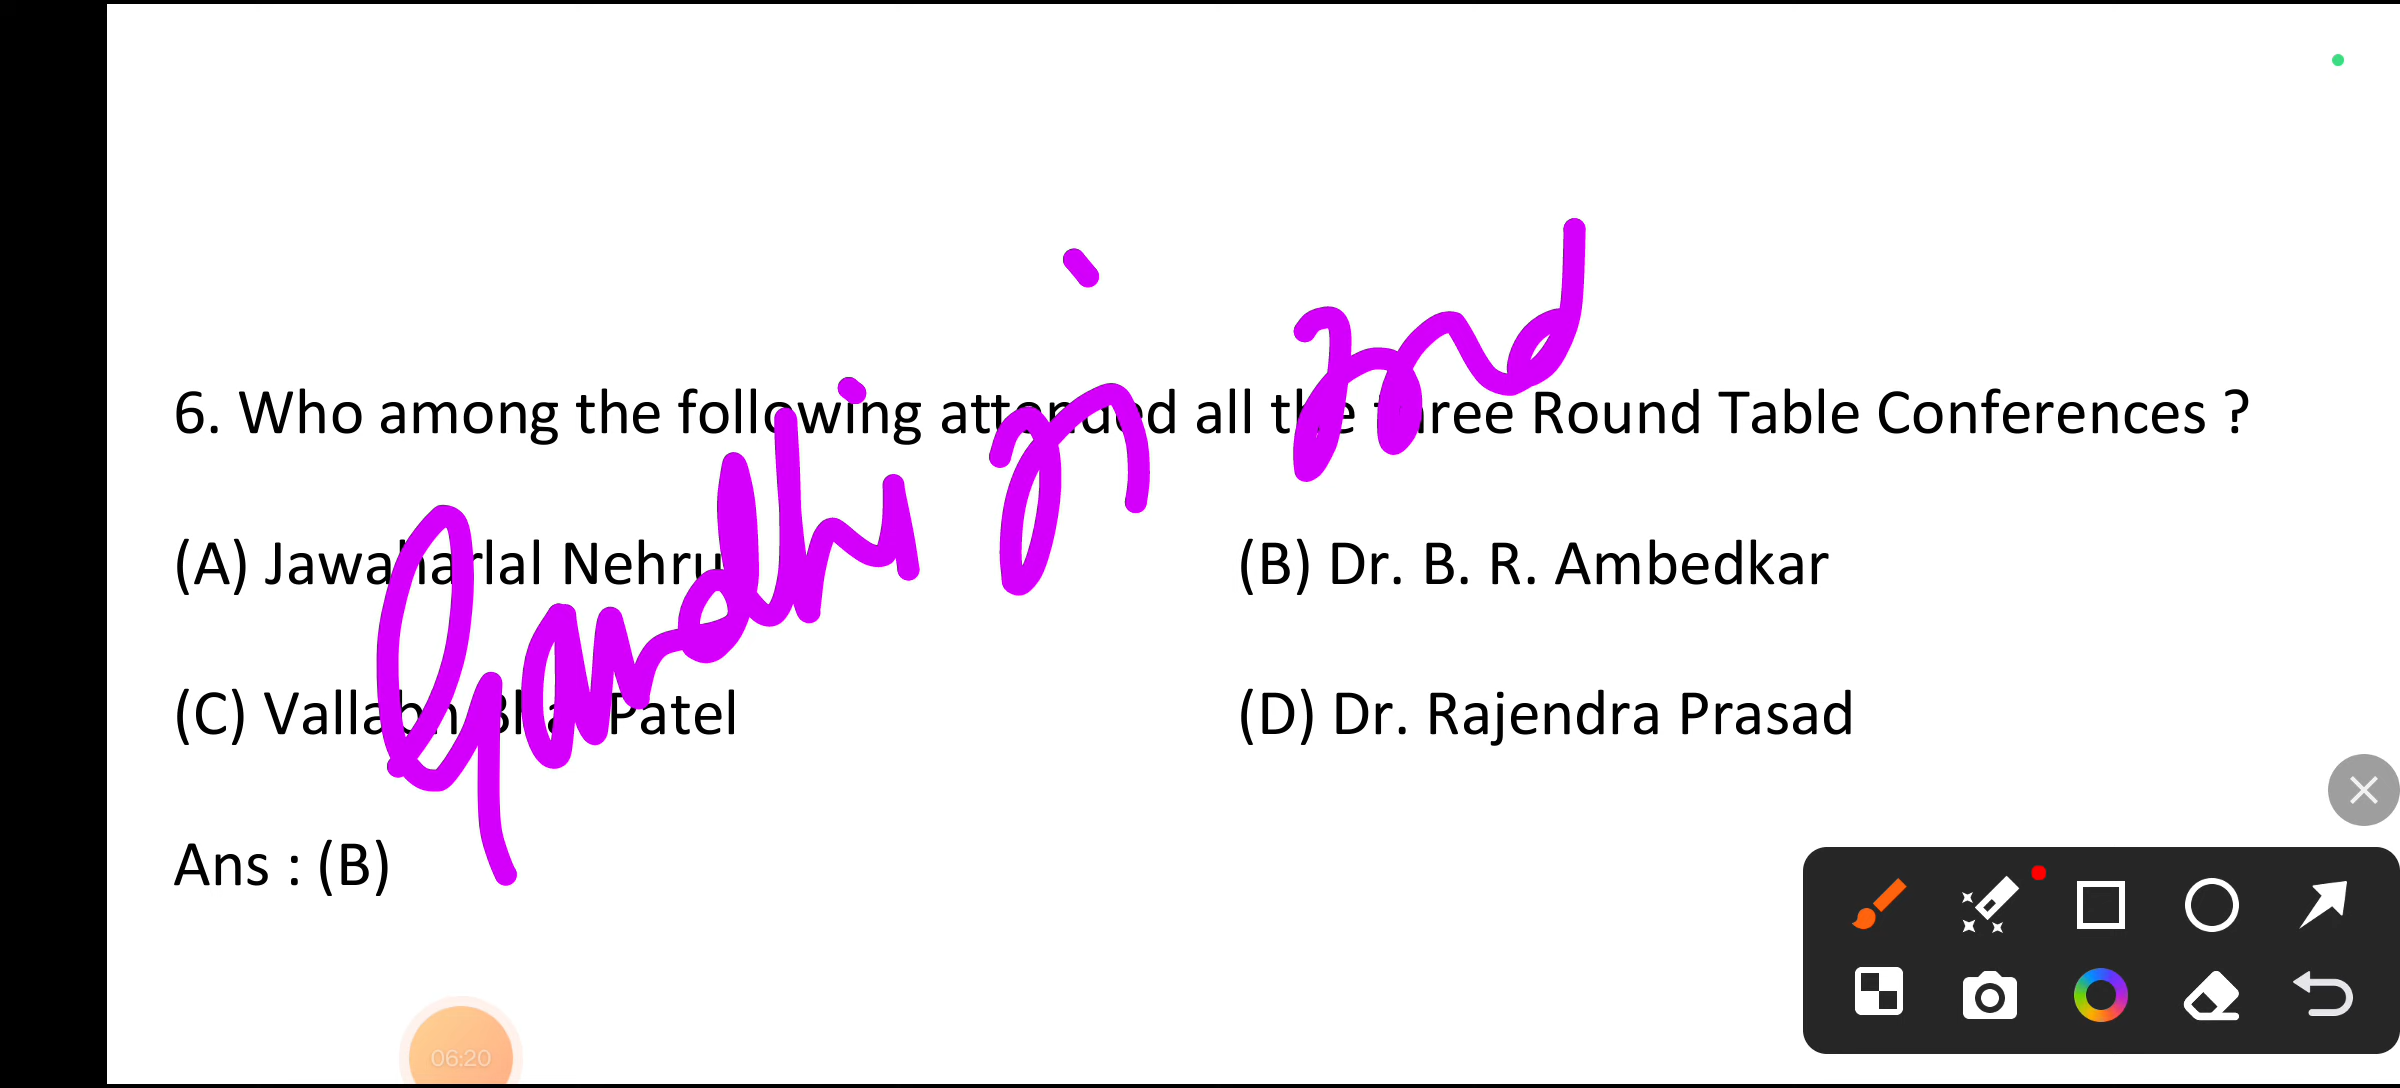 6. Who among the following attended all the three Round Table Conferences ?
Gandhi ji 2nd
(A) Jawaharlal Nehru (B) Dr. B. R. Ambedkar
(C) Vallabh Bhai Patel (D) Dr. Rajendra Prasad
Ans : (B)
06:20